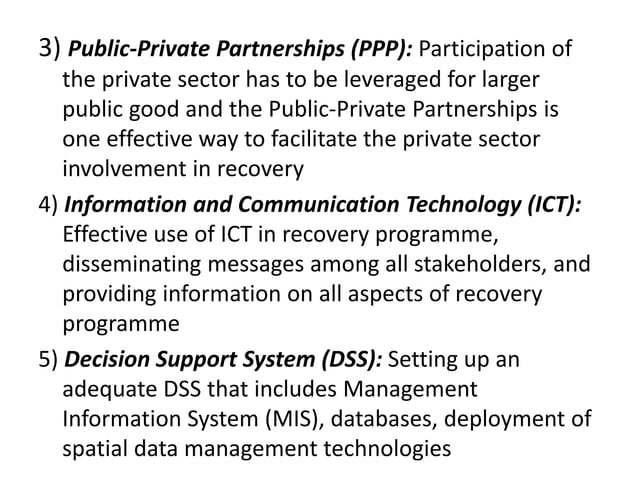 3) Public-Private Partnerships (PPP): Participation of
the private sector has to be leveraged for larger
public good and the Public-Private Partnerships is
one effective way to facilitate the private sector
involvement in recovery
4) Information and Communication Technology (ICT):
Effective use of ICT in recovery programme,
disseminating messages among all stakeholders, and
providing information on all aspects of recovery
programme
5) Decision Support System (DSS): Setting up an
adequate DSS that includes Management
Information System (MIS), databases, deployment of
spatial data management technologies